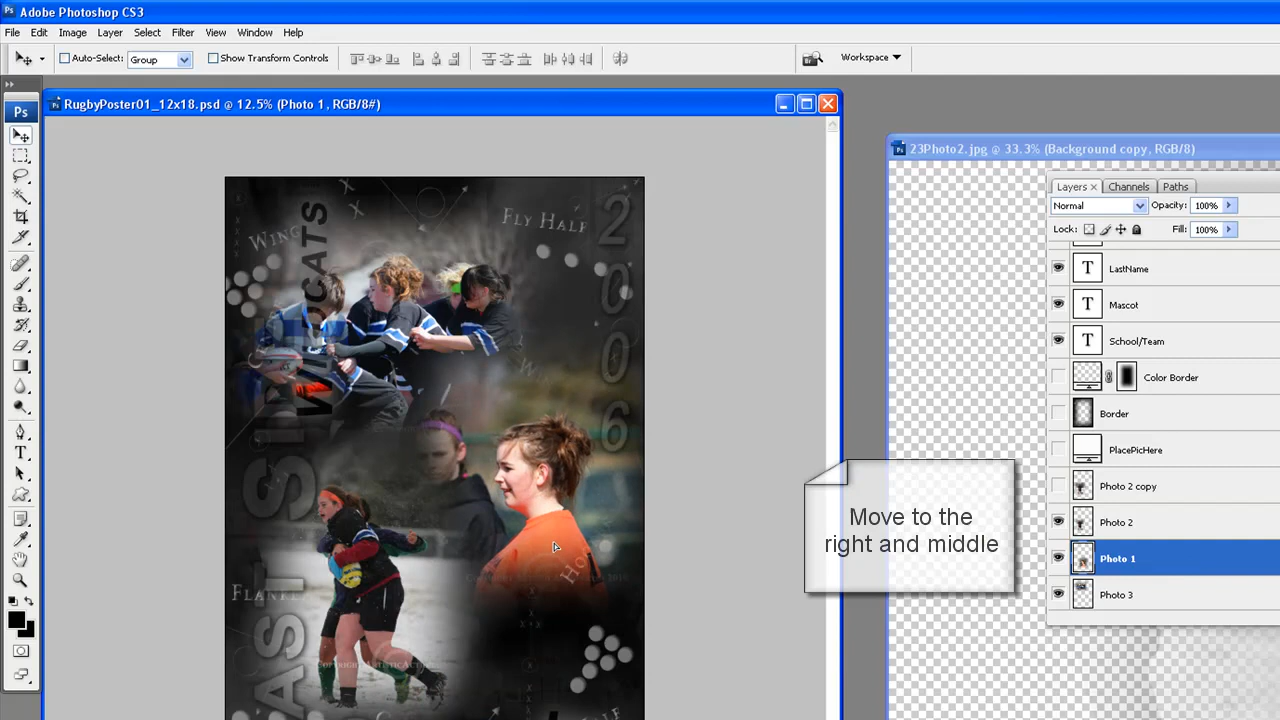 Adobe Photoshop CS3
File Edit Image Layer Select Filter View Window Help
Auto-Select: Group Show Transform Controls Workspace
Ps
RugbyPoster01_12x18.psd @ 12.5% (Photo 1, RGB/8#)
23Photo2.jpg @ 33.3% (Background copy, RGB/8)
Layers x Channels Paths
Normal Opacity: 100%
Lock: Fill: 100%
T LastName
T Mascot
T School/Team
Color Border
Border
PlacePicHere
Photo 2 copy
Photo 2
Photo 1
Photo 3
Move to the
right and middle
WING
FLY HALF
2006
FLANKE